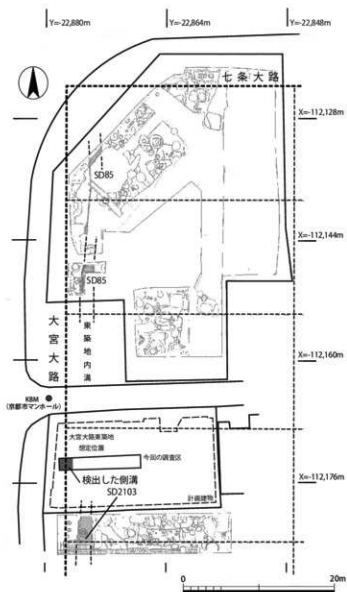 Y=-22,880m
Y=-22,864m
Y=-22,848m
七条大路
X=-112,128m
SD85
X=-112,144m
SD85
大宮大路
東築地内溝
X=-112,160m
KBM
(京都市マンホール)
大宮大路東築地
想定位置
今回の調査区
X=-112,176m
検出した側溝
計画建物
SD2103
0
20m